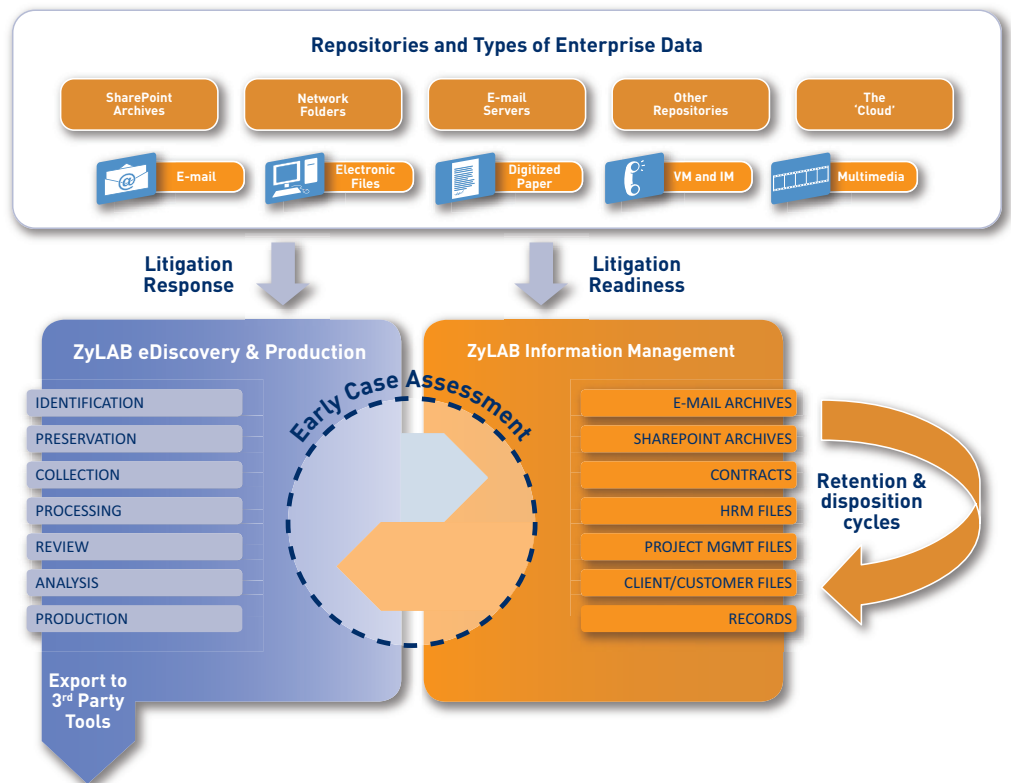 Repositories and Types of Enterprise Data
SharePoint
Archives
Network
Folders
E-mail
Servers
Other
Repositories
The
‘Cloud’
@
E-mail
Electronic
Files
Digitized
Paper
VM and IM
Multimedia
Litigation
Response
Litigation
Readiness
ZyLAB eDiscovery & Production
ZyLAB Information Management
Early Case Assessment
IDENTIFICATION
PRESERVATION
COLLECTION
PROCESSING
REVIEW
ANALYSIS
PRODUCTION
E-MAIL ARCHIVES
SHAREPOINT ARCHIVES
CONTRACTS
HRM FILES
PROJECT MGMT FILES
CLIENT/CUSTOMER FILES
RECORDS
Retention &
disposition
cycles
Export to
3rd Party
Tools